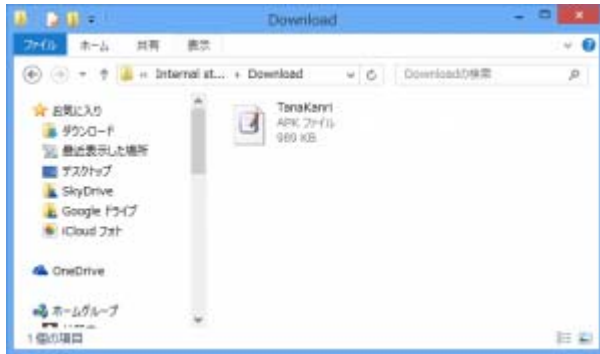 Download
ファイル ホーム 共有 表示
Internal st... Download Downloadの検索
お気に入り
ダウンロード
最近表示した場所
デスクトップ
SkyDrive
Google ドライブ
iCloud フォト
OneDrive
ホームグループ
TanaKanri
APK ファイル
989 KB
1 個の項目